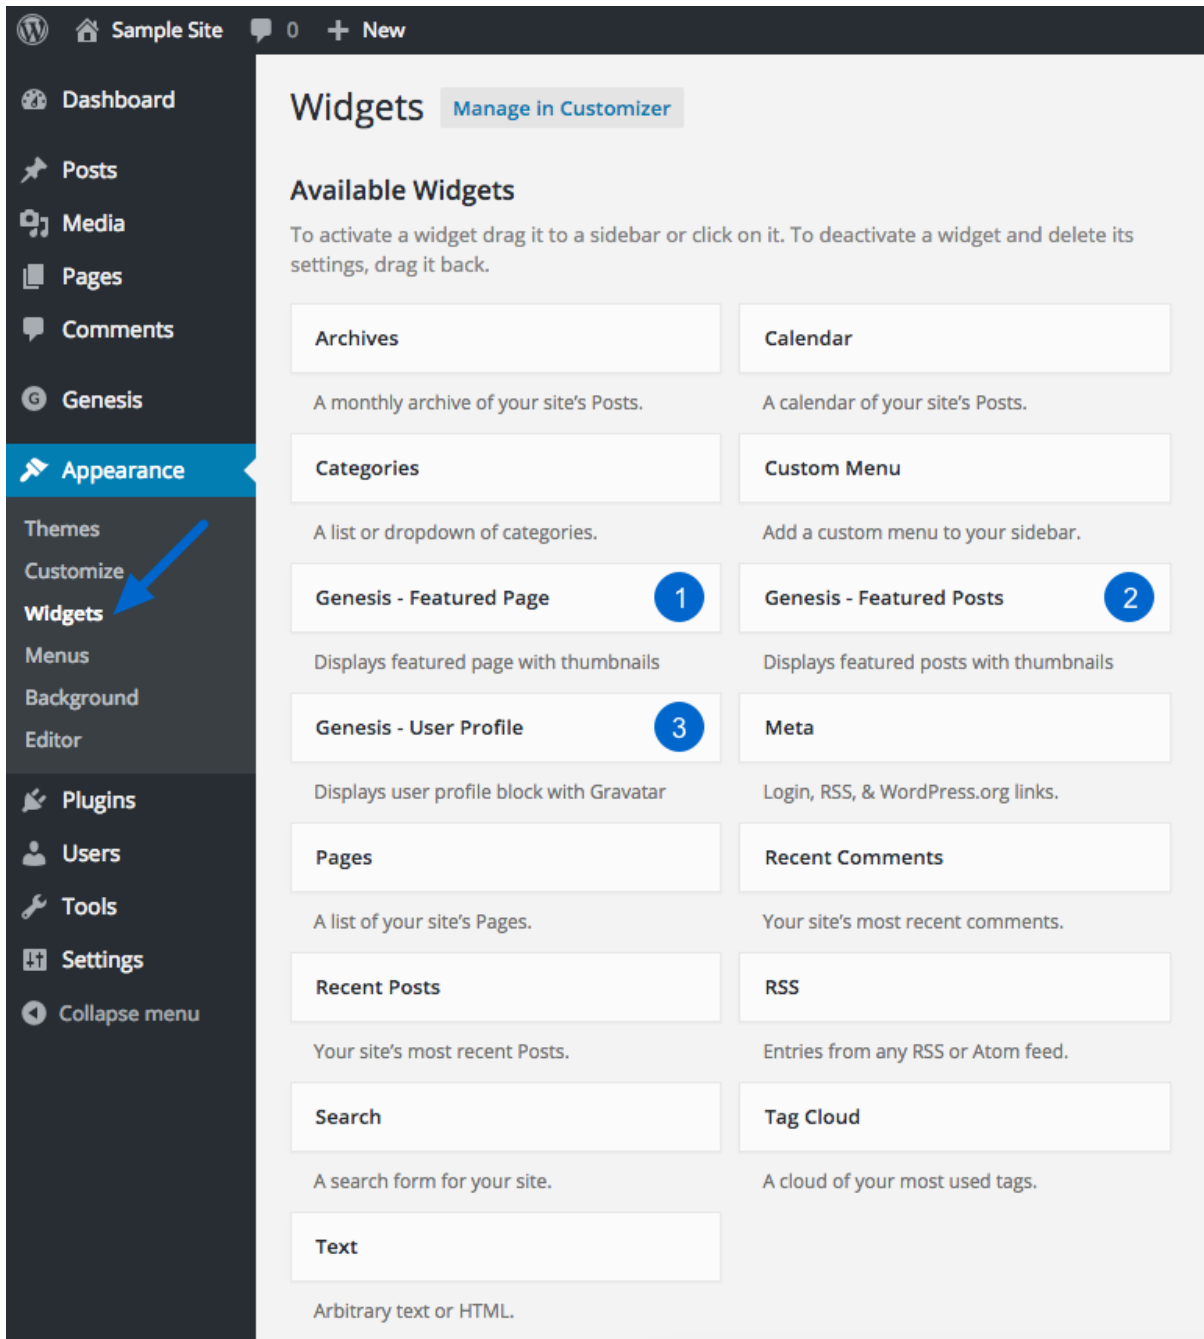 Sample Site 0 New
Dashboard
Posts
Media
Pages
Comments
Genesis
Appearance
Themes
Customize
Widgets
Menus
Background
Editor
Plugins
Users
Tools
Settings
Collapse menu
Widgets Manage in Customizer
Available Widgets
To activate a widget drag it to a sidebar or click on it. To deactivate a widget and delete its
settings, drag it back.
Archives Calendar
A monthly archive of your site's Posts. A calendar of your site's Posts.
Categories Custom Menu
A list or dropdown of categories. Add a custom menu to your sidebar.
Genesis - Featured Page 1 Genesis - Featured Posts 2
Displays featured page with thumbnails Displays featured posts with thumbnails
Genesis - User Profile 3 Meta
Displays user profile block with Gravatar Login, RSS, & WordPress.org links.
Pages Recent Comments
A list of your site's Pages. Your site's most recent comments.
Recent Posts RSS
Your site's most recent Posts. Entries from any RSS or Atom feed.
Search Tag Cloud
A search form for your site. A cloud of your most used tags.
Text
Arbitrary text or HTML.